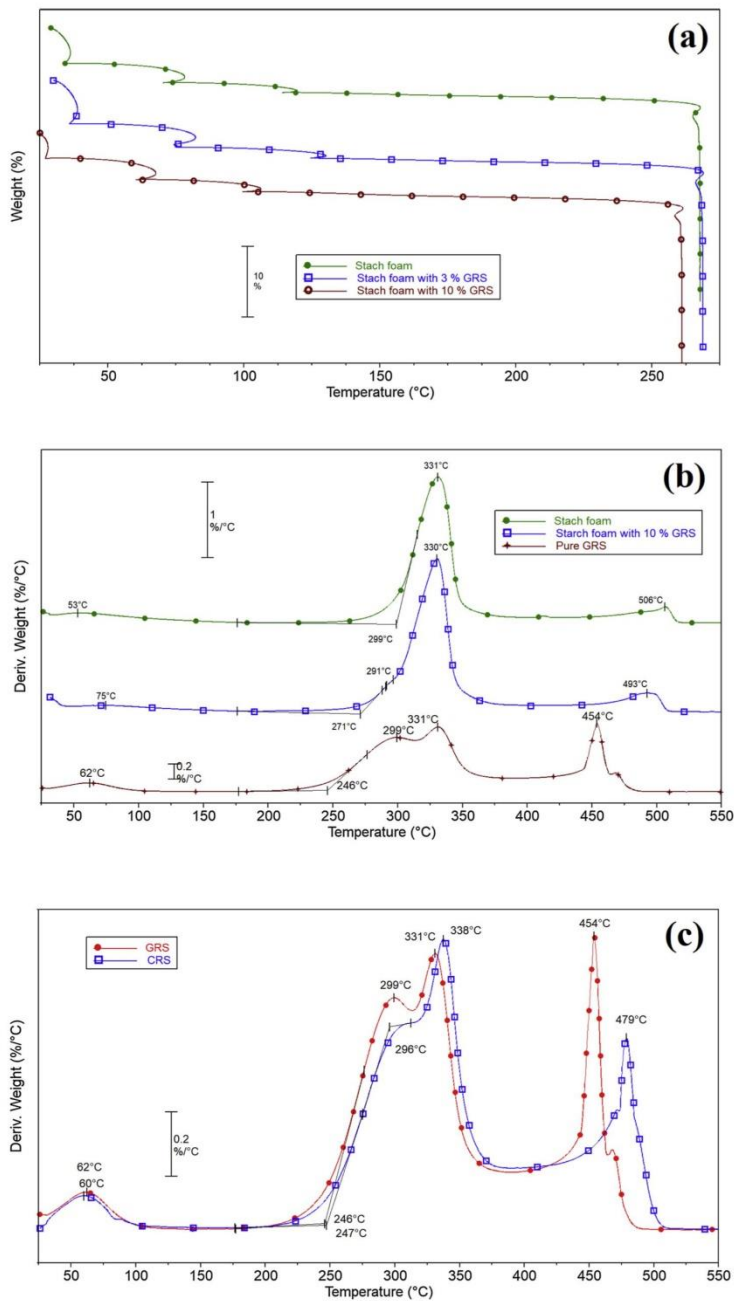 (a)
Weight (%)
10
%
Stach foam
Stach foam with 3 % GRS
Stach foam with 10 % GRS
50 100 150 200 250
Temperature (°C)
(b)
Deriv. Weight (%/°C)
1
%/°C
331°C
Stach foam
Starch foam with 10 % GRS
Pure GRS
330°C
53°C
506°C
299°C
291°C
75°C
493°C
271°C
299°C
331°C
454°C
0.2
%/°C
62°C
246°C
50 100 150 200 250 300 350 400 450 500 550
Temperature (°C)
(c)
Deriv. Weight (%/°C)
GRS
CRS
331°C
338°C
454°C
299°C
479°C
296°C
0.2
%/°C
62°C
60°C
246°C
247°C
50 100 150 200 250 300 350 400 450 500 550
Temperature (°C)